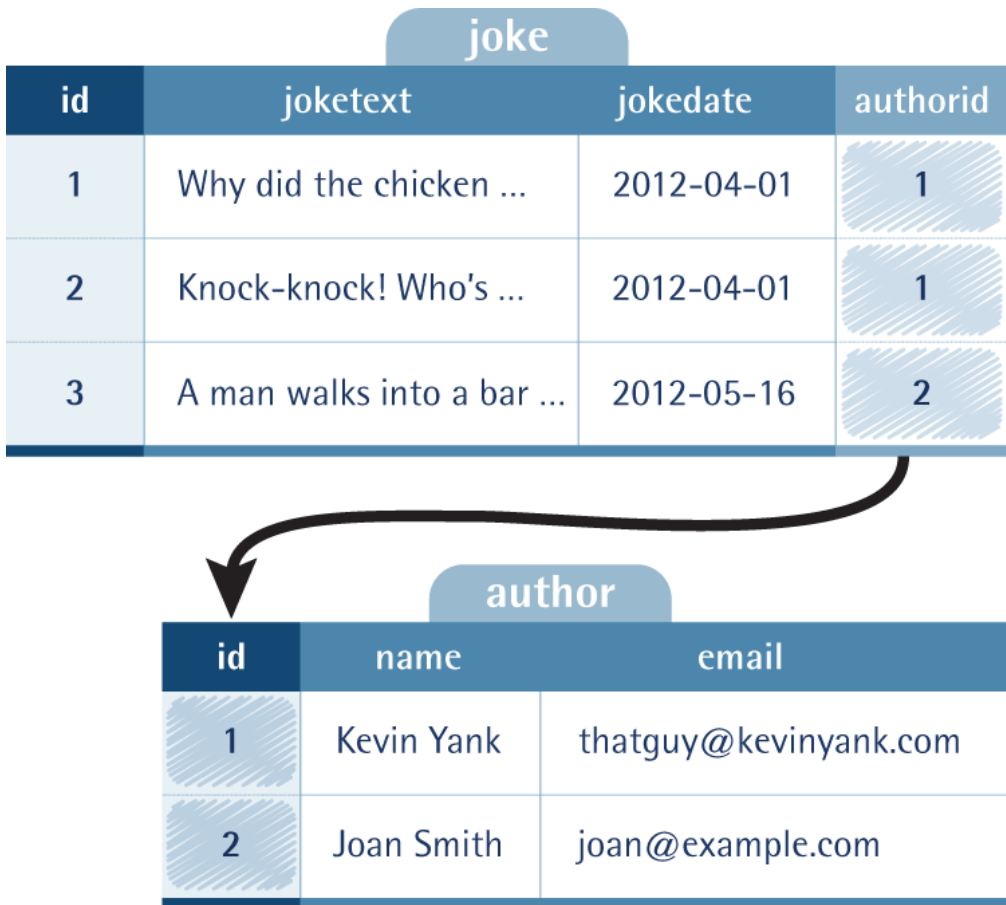 joke
id joketext jokedate authorid
1 Why did the chicken ... 2012-04-01 1
2 Knock-knock! Who's ... 2012-04-01 1
3 A man walks into a bar ... 2012-05-16 2
author
id name email
1 Kevin Yank thatguy@kevinyank.com
2 Joan Smith joan@example.com